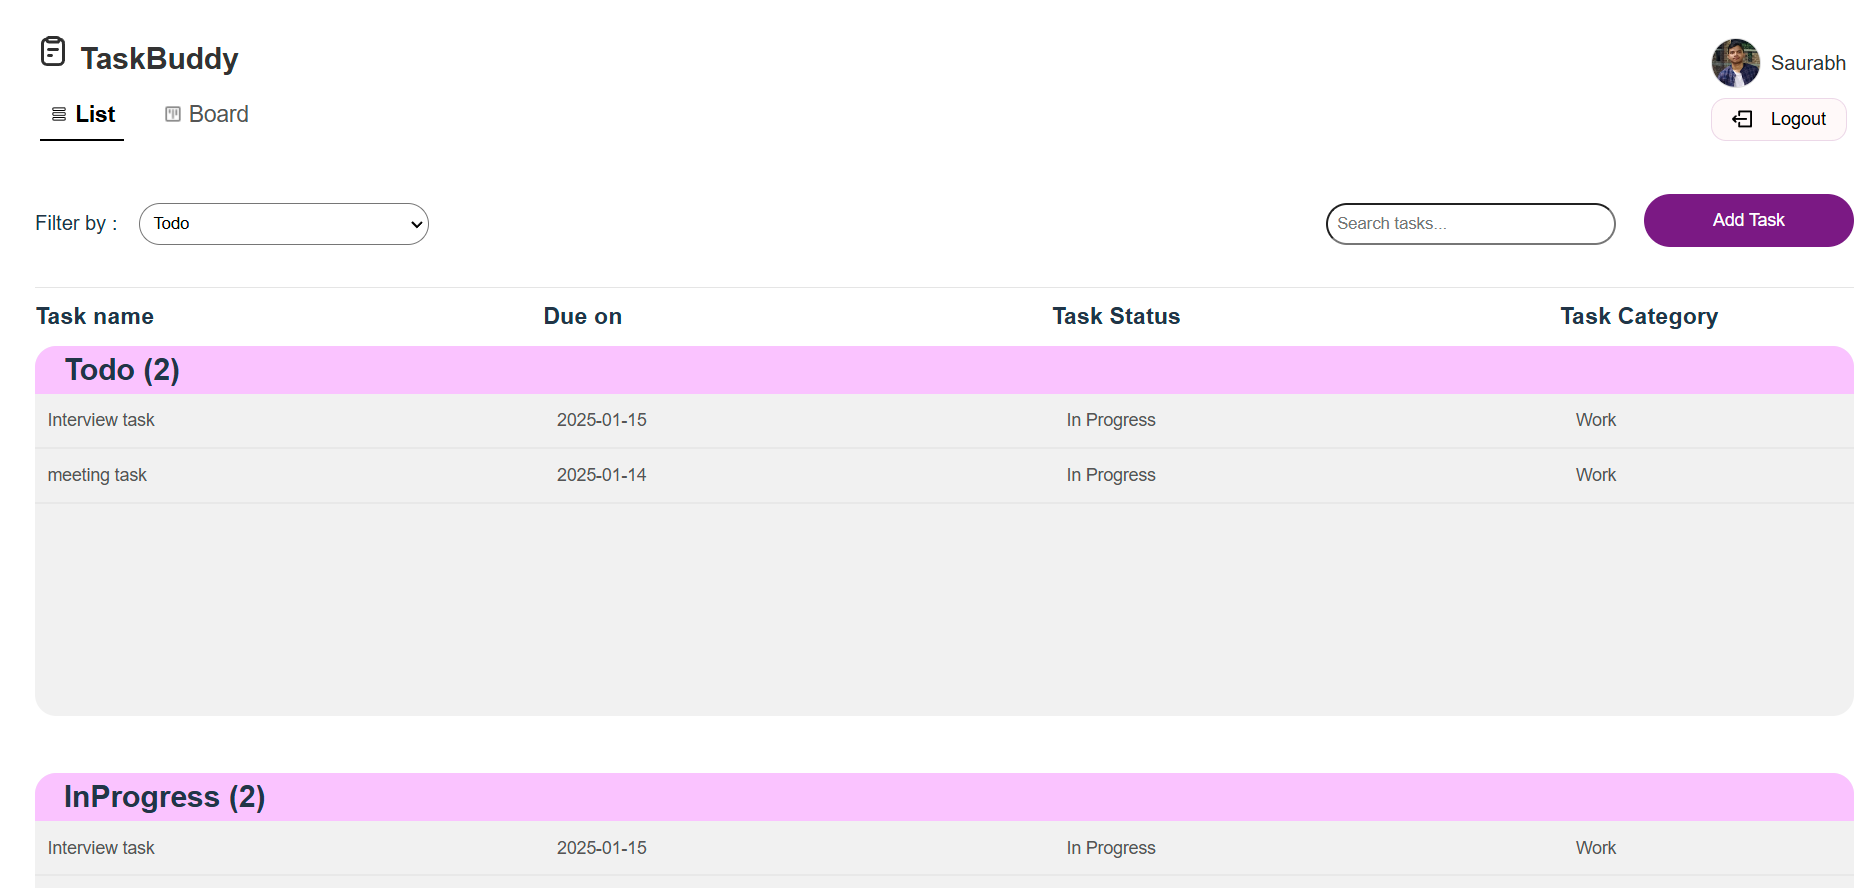 TaskBuddy
Saurabh
List Board
Logout
Filter by : Todo
Search tasks...
Add Task
Task name Due on Task Status Task Category
Todo (2)
Interview task 2025-01-15 In Progress Work
meeting task 2025-01-14 In Progress Work
InProgress (2)
Interview task 2025-01-15 In Progress Work